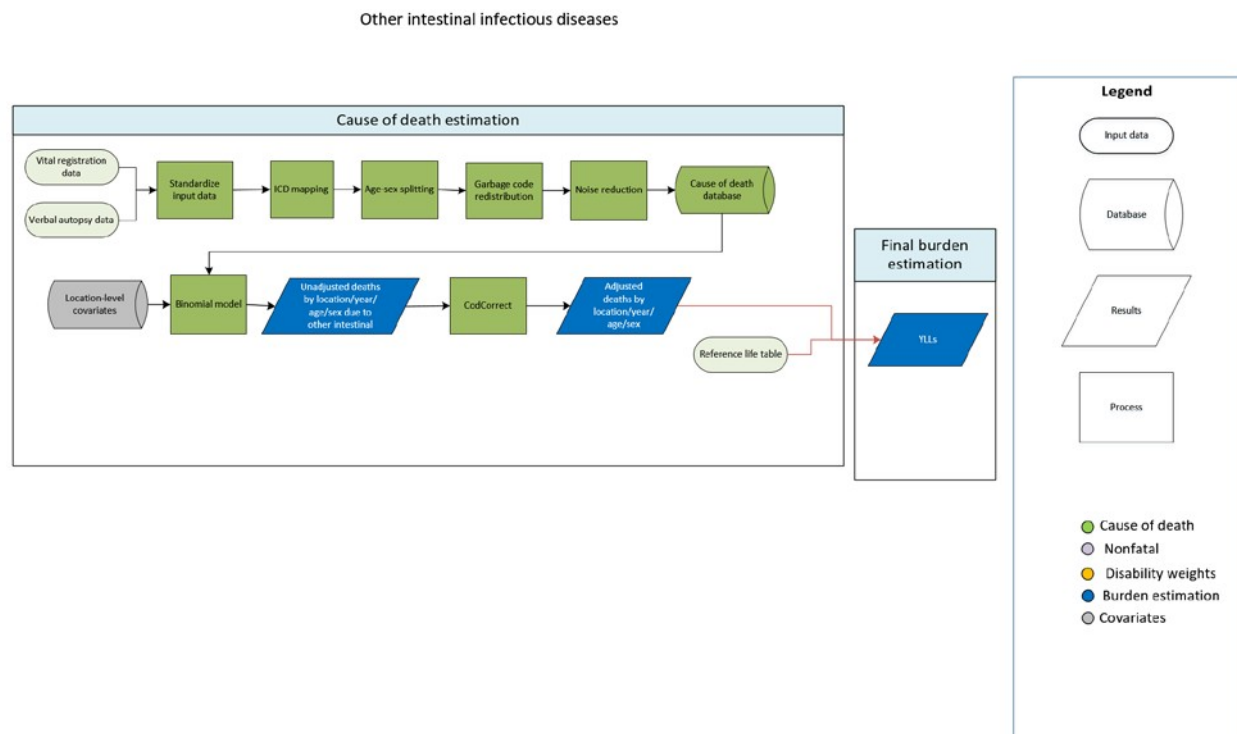 Other intestinal infectious diseases
Cause of death estimation
Vital registration
data
Verbal autopsy data
Standardize
input data
ICD mapping
Age-sex splitting
Garbage code
redistribution
Noise reduction
Cause of death
database
Location-level
covariates
Binomial model
Unadjusted deaths
by location/year/
age/sex due to
other intestinal
CodCorrect
Adjusted
deaths by
location/year/
age/sex
Reference life table
Final burden
estimation
YLLs
Legend
Input data
Database
Results
Process
Cause of death
Nonfatal
Disability weights
Burden estimation
Covariates